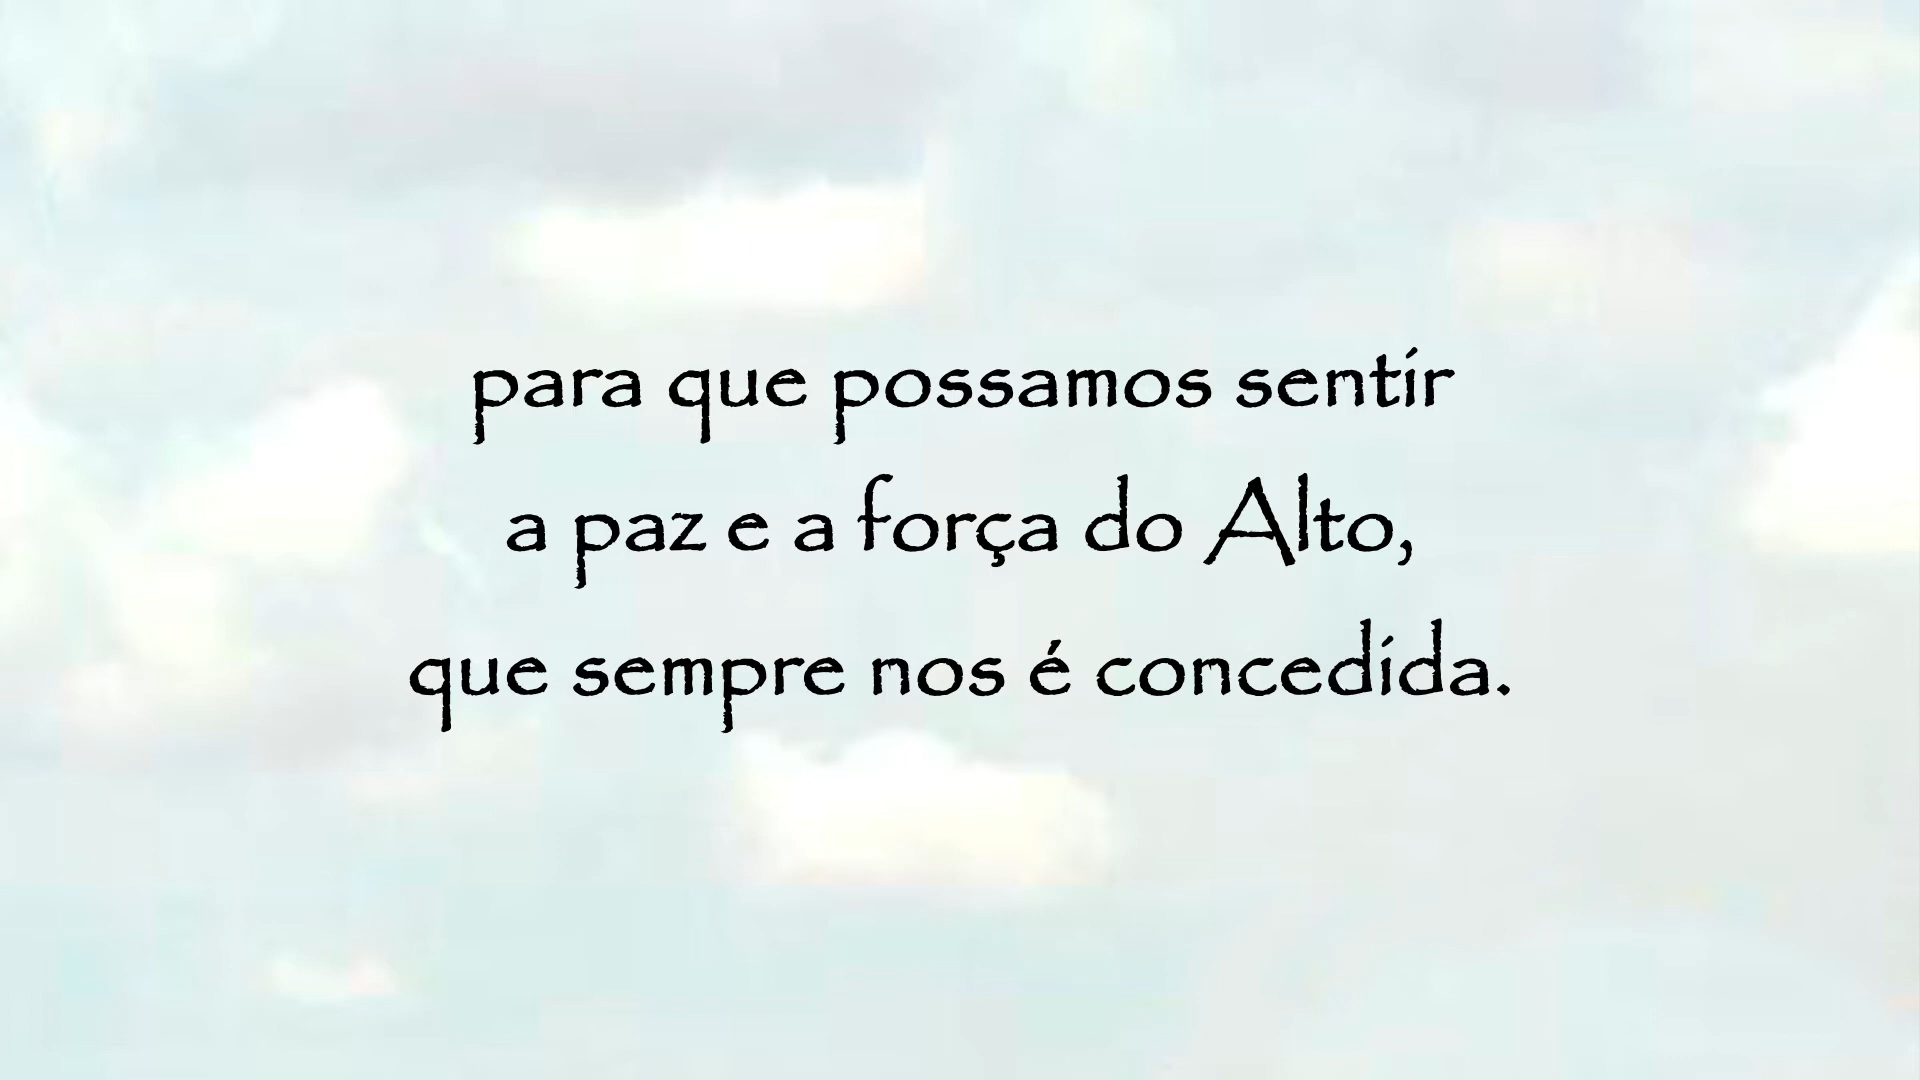 para que possamos sentir
a paz e a força do Alto,
que sempre nos é concedida.